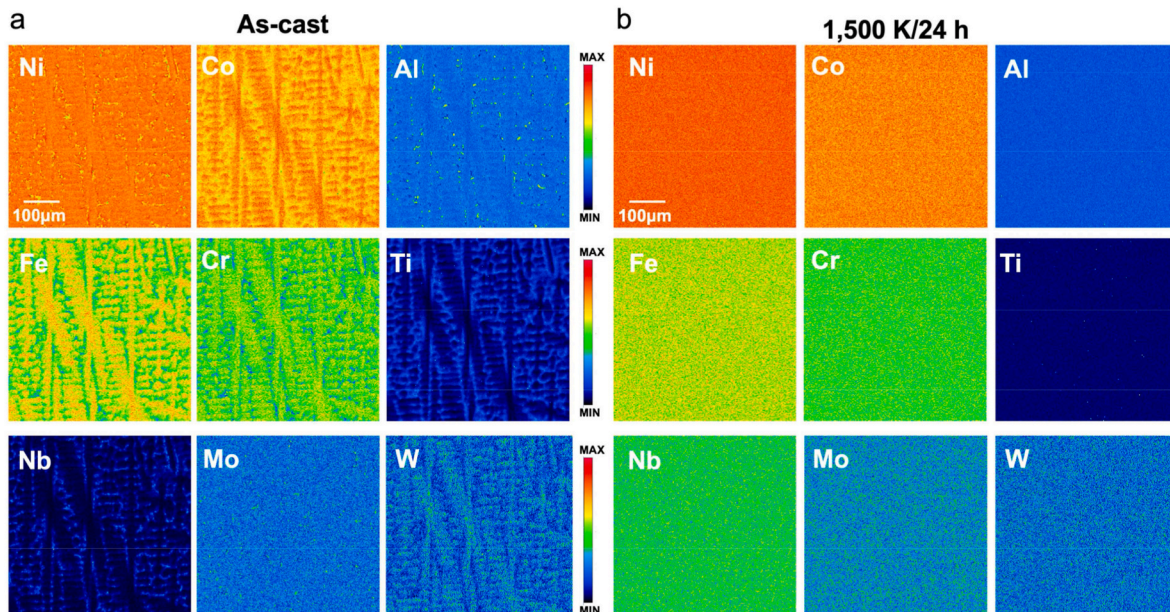 a
As-cast
b
1,500 K/24 h
Ni
Co
Al
MAX
MIN
100μm
Ni
Co
Al
100μm
Fe
Cr
Ti
MAX
MIN
Fe
Cr
Ti
Nb
Mo
W
MAX
MIN
Nb
Mo
W